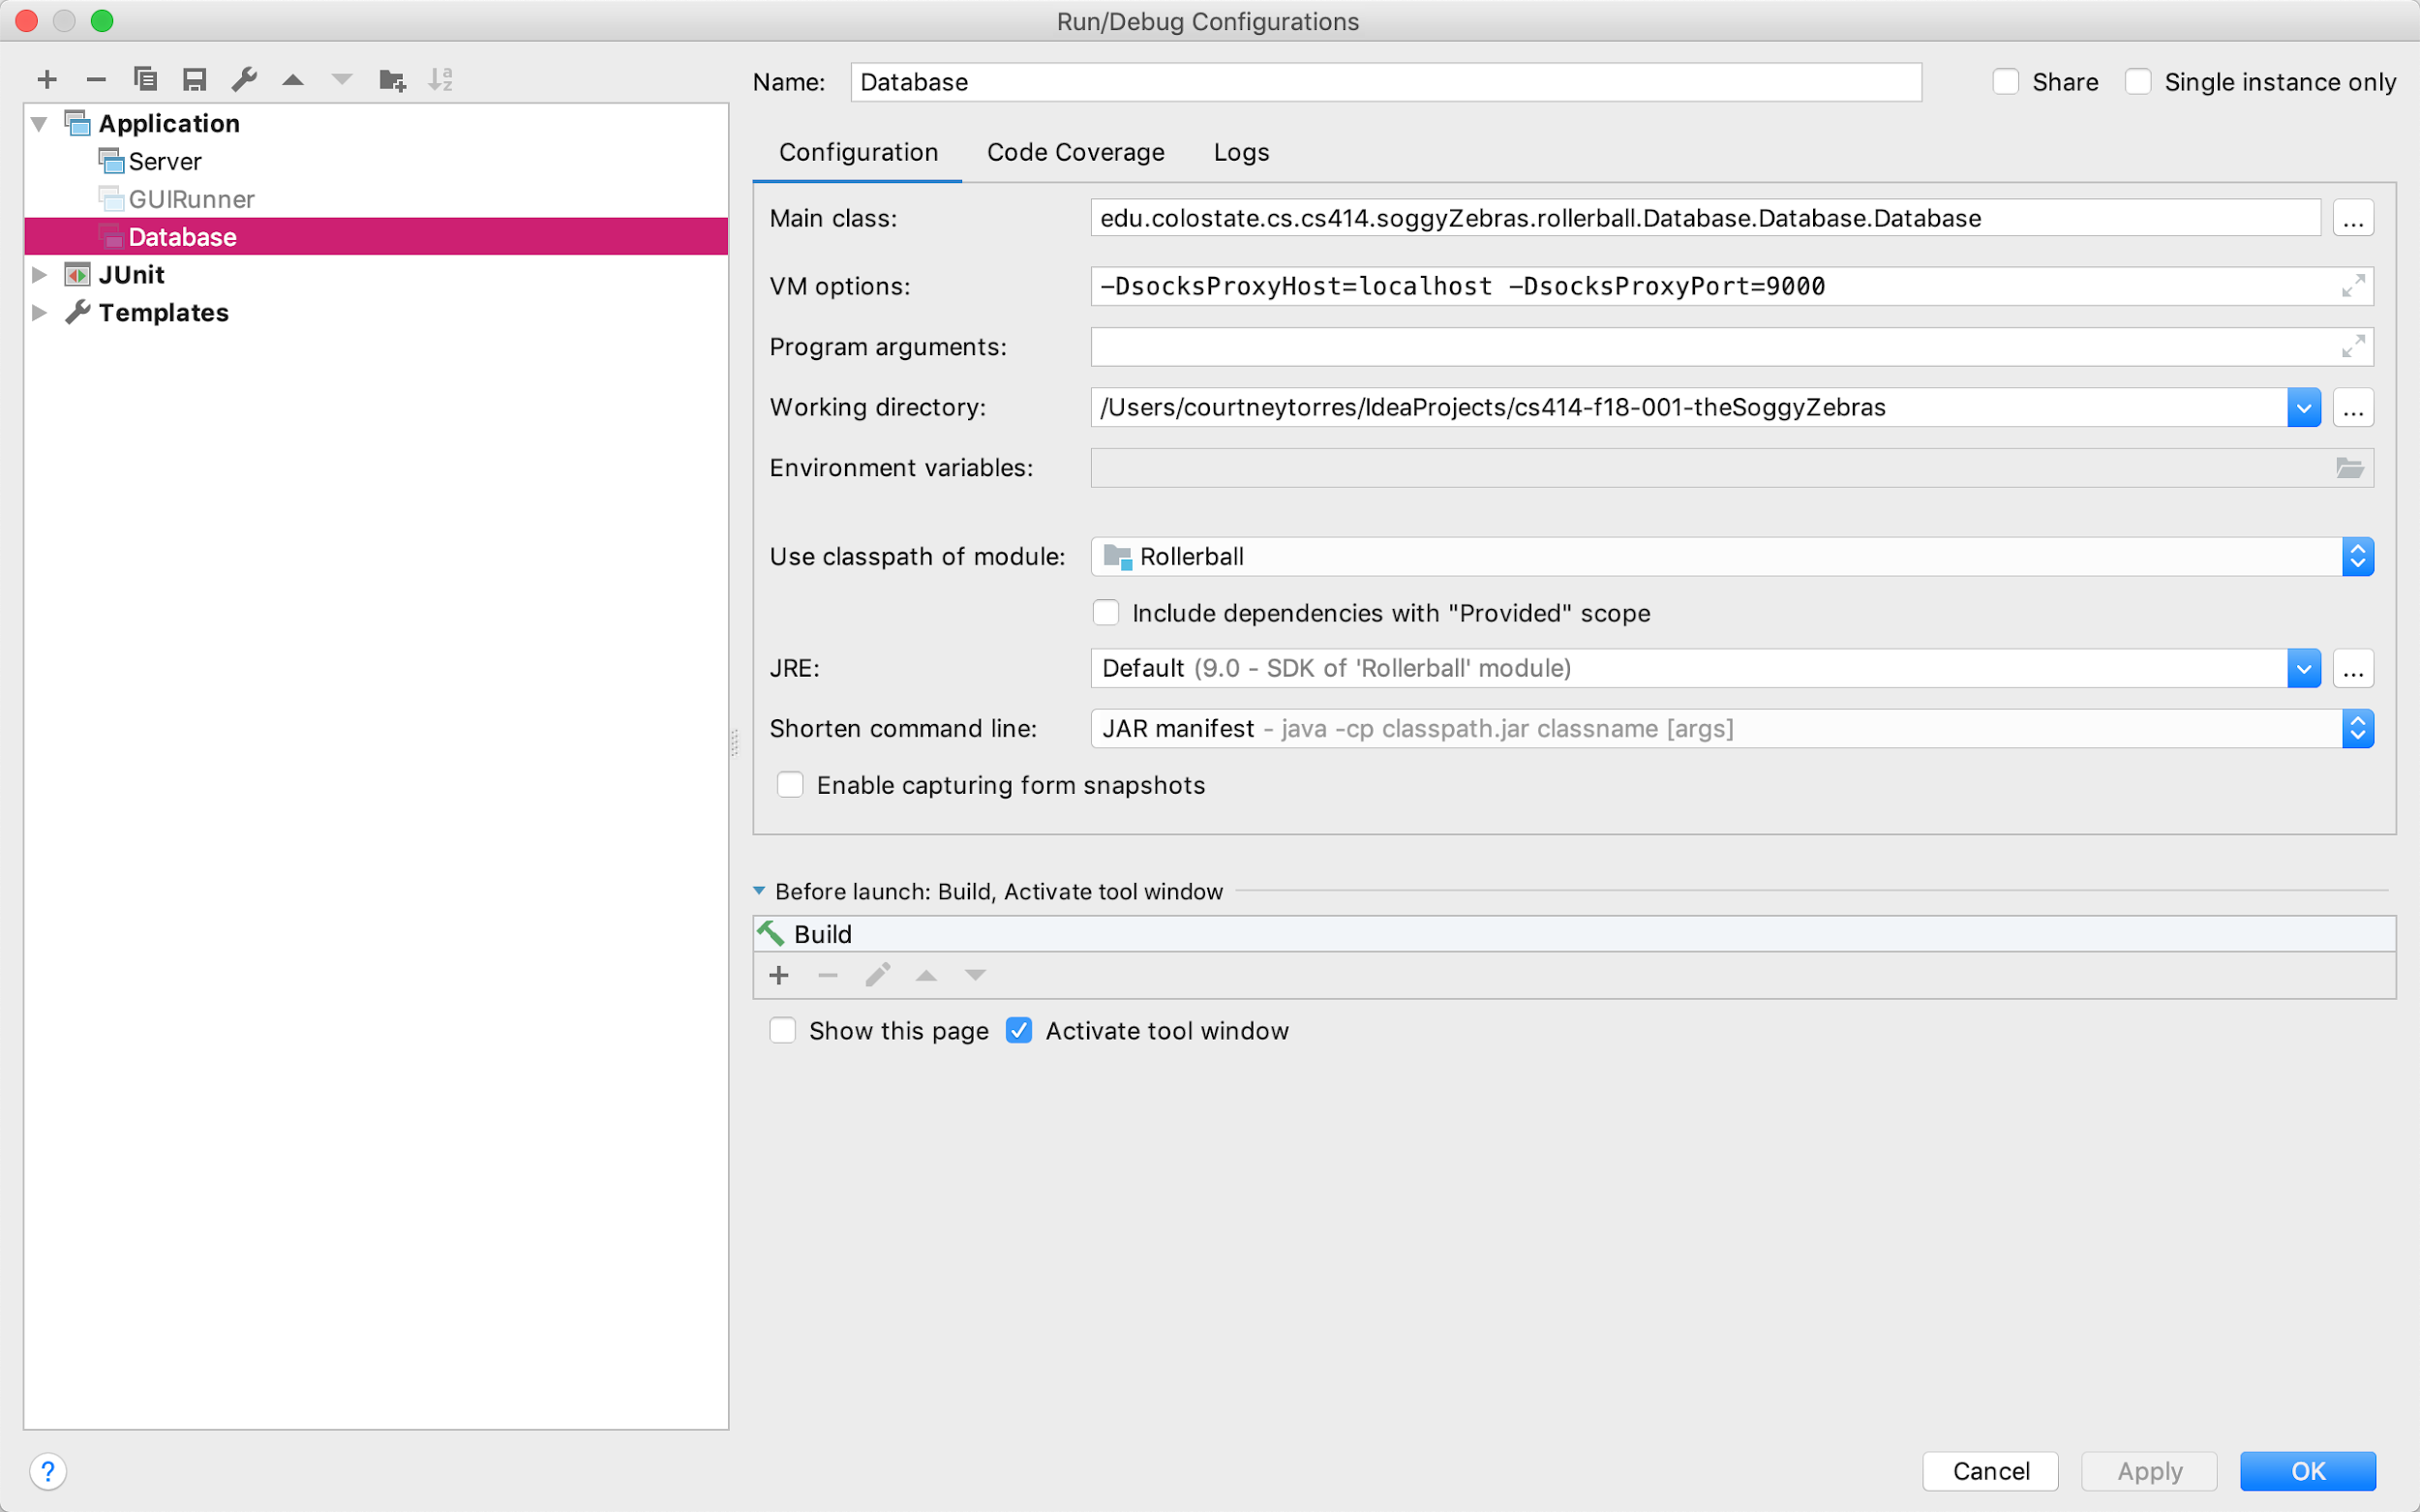 Run/Debug Configurations
Name: Database Share Single instance only
Application
Server
GUIRunner
Database
JUnit
Templates
Configuration Code Coverage Logs
Main class: edu.colostate.cs.cs414.soggyZebras.rollerball.Database.Database.Database ...
VM options: -DsocksProxyHost=localhost -DsocksProxyPort=9000
Program arguments:
Working directory: /Users/courtneytorres/IdeaProjects/cs414-f18-001-theSoggyZebras ...
Environment variables:
Use classpath of module: Rollerball
Include dependencies with "Provided" scope
JRE: Default (9.0 - SDK of 'Rollerball' module) ...
Shorten command line: JAR manifest - java -cp classpath.jar classname [args]
Enable capturing form snapshots
Before launch: Build, Activate tool window
Build
Show this page Activate tool window
? Cancel Apply OK